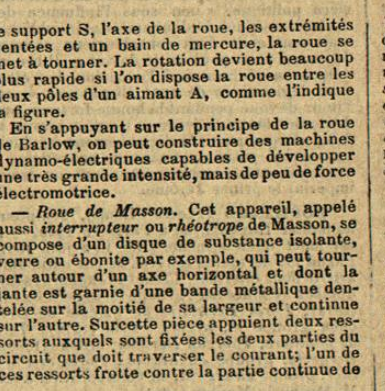 e support S, l'axe de la roue, les extrémités
entées et un bain de mercure, la roue se
met à tourner. La rotation devient beaucoup
plus rapide si l'on dispose la roue entre les
deux pôles d'un aimant A, comme l'indique
a figure.
En s'appuyant sur le principe de la roue
de Barlow, on peut construire des machines
dynamo-électriques capables de développer
une très grande intensité, mais de peu de force
électromotrice.
— Roue de Masson. Cet appareil, appelé
aussi interrupteur ou rhéotrope de Masson, se
compose d'un disque de substance isolante,
verre ou ébonite par exemple, qui peut tour-
ner autour d'un axe horizontal et dont la
jante est garnie d'une bande métallique den-
telée sur la moitié de sa largeur et continue
sur l'autre. Sur cette pièce appuient deux res-
sorts auxquels sont fixées les deux parties du
circuit que doit traverser le courant; l'un de
ces ressorts frotte contre la partie continue de